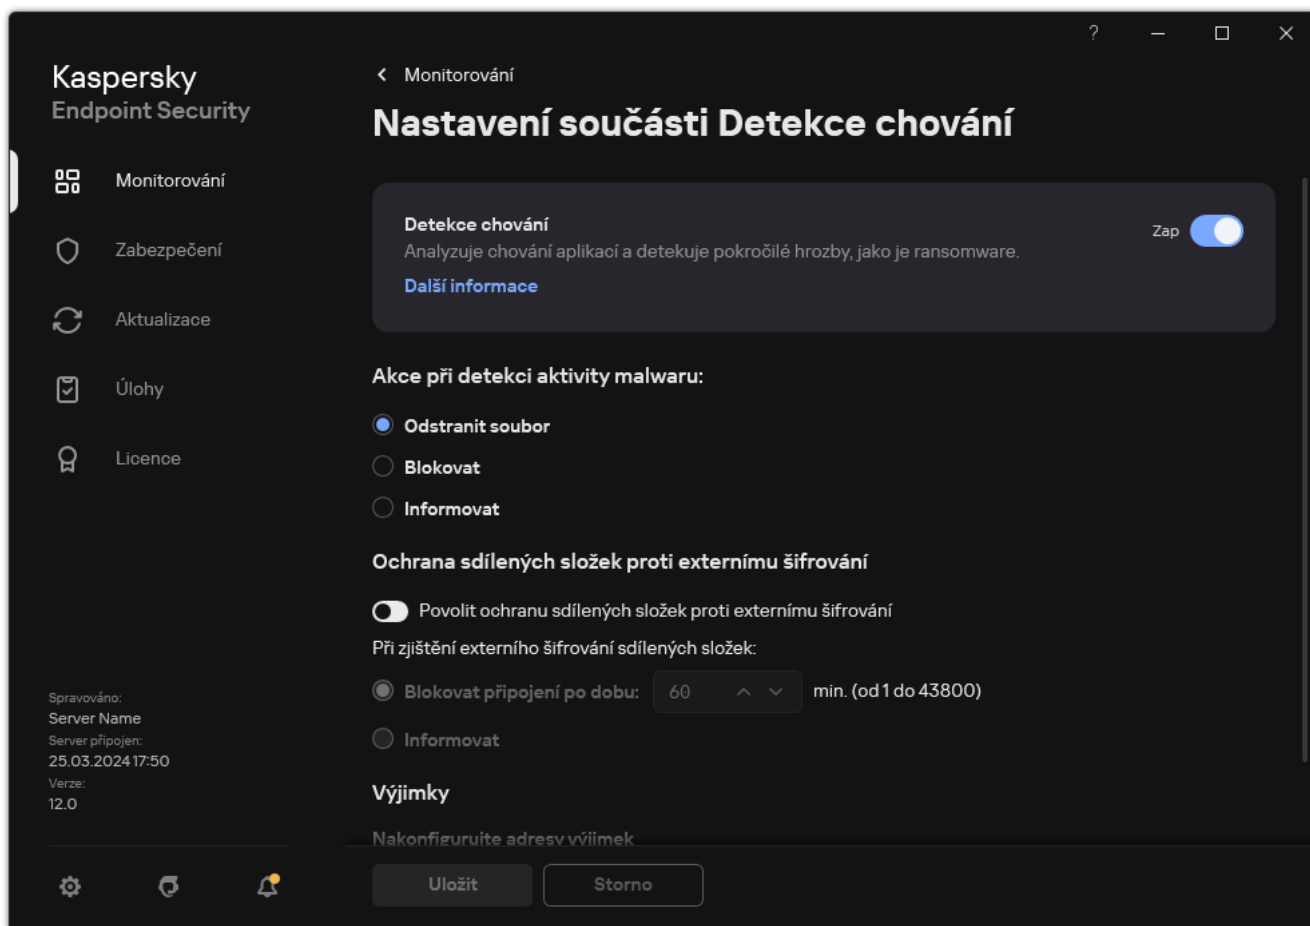 ?
Kaspersky
Endpoint Security
Monitorování
Zabezpečení
Aktualizace
Úlohy
Licence
Spravováno:
Server Name
Server připojen:
25.03.2024 17:50
Verze:
12.0
Monitorování
Nastavení součásti Detekce chování
Detekce chování
Zap
Analyzuje chování aplikací a detekuje pokročilé hrozby, jako je ransomware.
Další informace
Akce při detekci aktivity malwaru:
Odstranit soubor
Blokovat
Informovat
Ochrana sdílených složek proti externímu šifrování
Povolit ochranu sdílených složek proti externímu šifrování
Při zjištění externího šifrování sdílených složek:
Blokovat připojení po dobu: 60 min. (od 1 do 43800)
Informovat
Výjimky
Nakonfigurujte adresy výjimek
Uložit
Storno